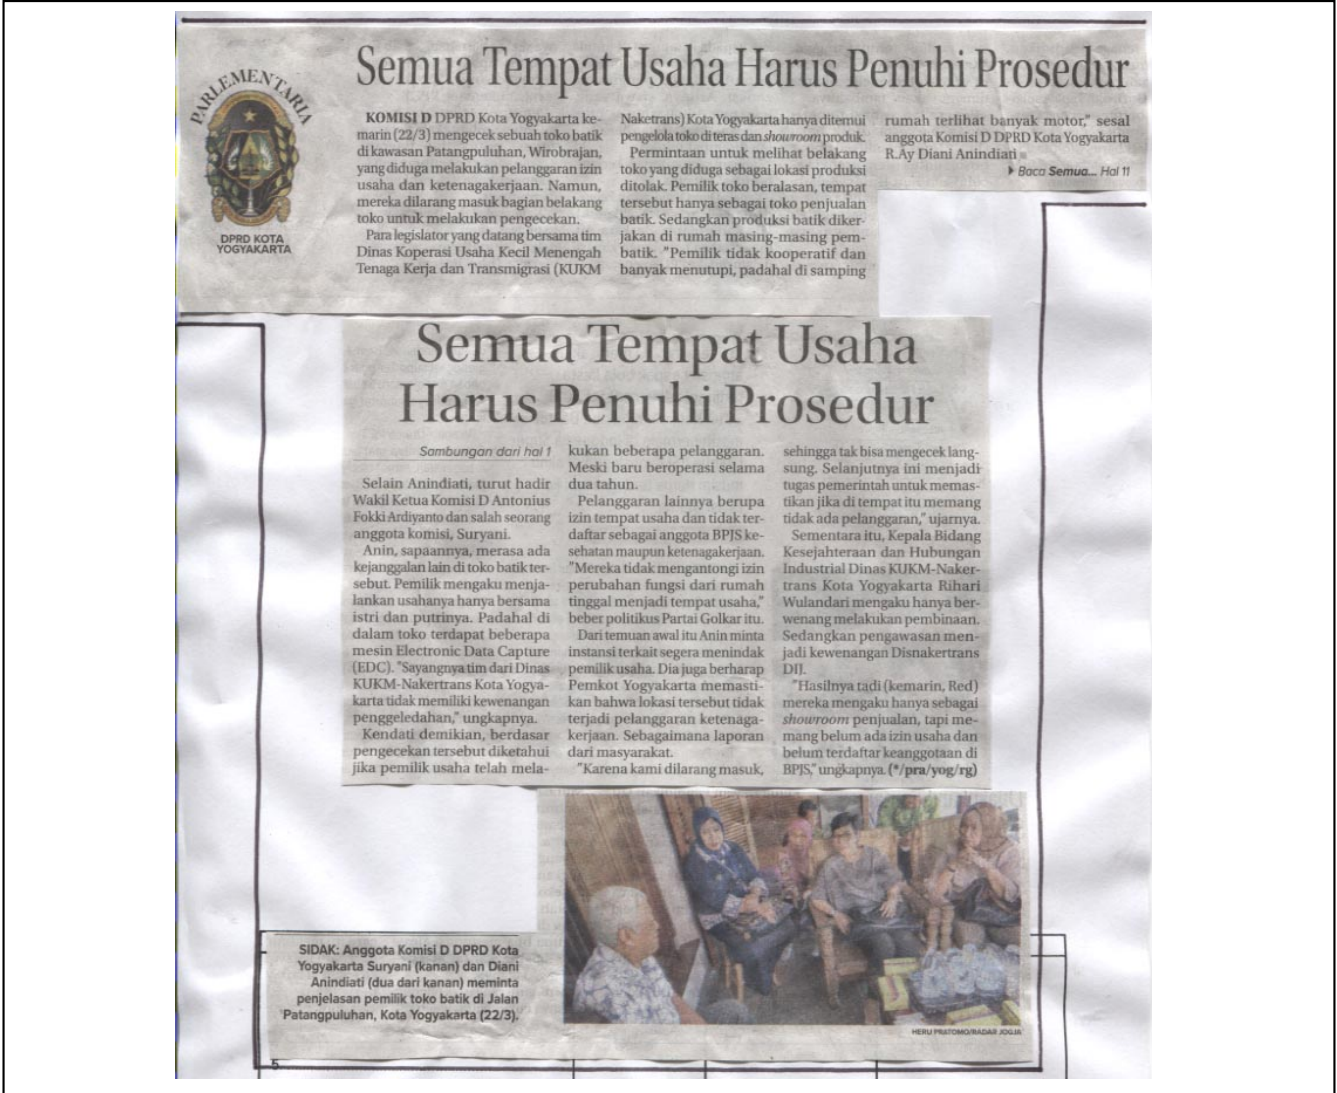 Semua Tempat Usaha Harus Penuhi Prosedur
PARLEMENTARIA
DPRD KOTA
YOGYAKARTA
KOMISI D DPRD Kota Yogyakarta ke-
marin (22/3) mengecek sebuah toko batik
di kawasan Patangpuluhan, Wirobrajan,
yang diduga melakukan pelanggaran izin
usaha dan ketenagakerjaan. Namun,
mereka dilarang masuk bagian belakang
toko untuk melakukan pengecekan.
Para legislator yang datang bersama tim
Dinas Koperasi Usaha Kecil Menengah
Tenaga Kerja dan Transmigrasi (KUKM
Naketrans) Kota Yogyakarta hanya ditemui
pengelola toko di teras dan showroom produk.
Permintaan untuk melihat belakang
toko yang diduga sebagai lokasi produksi
ditolak. Pemilik toko beralasan, tempat
tersebut hanya sebagai toko penjualan
batik. Sedangkan produksi batik diker-
jakan di rumah masing-masing pem-
batik. "Pemilik tidak kooperatif dan
banyak menutupi, padahal di samping
rumah terlihat banyak motor," sesal
anggota Komisi D DPRD Kota Yogyakarta
R.Ay Diani Anindiati
Baca Semua... Hal 11
Semua Tempat Usaha
Harus Penuhi Prosedur
Sambungan dari hal 1
Selain Anindiati, turut hadir
Wakil Ketua Komisi D Antonius
Fokki Ardiyanto dan salah seorang
anggota komisi, Suryani.
Anin, sapaannya, merasa ada
kejanggalan lain di toko batik ter-
sebut. Pemilik mengaku menja-
lankan usahanya hanya bersama
istri dan putrinya. Padahal di
dalam toko terdapat beberapa
mesin Electronic Data Capture
(EDC). "Sayangnya tim dari Dinas
KUKM-Nakertrans Kota Yogya-
karta tidak memiliki kewenangan
penggeledahan," ungkapnya.
Kendati demikian, berdasar
pengecekan tersebut diketahui
jika pemilik usaha telah mela-
kukan beberapa pelanggaran.
Meski baru beroperasi selama
dua tahun.
Pelanggaran lainnya berupa
izin tempat usaha dan tidak ter-
daftar sebagai anggota BPJS ke-
sehatan maupun ketenagakerjaan.
"Mereka tidak mengantongi izin
perubahan fungsi dari rumah
tinggal menjadi tempat usaha,"
beber politikus Partai Golkar itu.
Dari temuan awal itu Anin minta
instansi terkait segera menindak
pemilik usaha. Dia juga berharap
Pemkot Yogyakarta memasti-
kan bahwa lokasi tersebut tidak
terjadi pelanggaran ketenaga-
kerjaan. Sebagaimana laporan
dari masyarakat.
"Karena kami dilarang masuk,
sehingga tak bisa mengecek lang-
sung. Selanjutnya ini menjadi
tugas pemerintah untuk memas-
tikan jika di tempat itu memang
tidak ada pelanggaran," ujarnya.
Sementara itu, Kepala Bidang
Kesejahteraan dan Hubungan
Industrial Dinas KUKM-Naker-
trans Kota Yogyakarta Rihari
Wulandari mengaku hanya ber-
wenang melakukan pembinaan.
Sedangkan pengawasan men-
jadi kewenangan Disnakertrans
DIJ.
"Hasilnya tadi (kemarin, Red)
mereka mengaku hanya sebagai
showroom penjualan, tapi me-
mang belum ada izin usaha dan
belum terdaftar keanggotaan di
BPJS," ungkapnya. (*/pra/yog/rg)
SIDAK: Anggota Komisi D DPRD Kota
Yogyakarta Suryani (kanan) dan Diani
Anindiati (dua dari kanan) meminta
penjelasan pemilik toko batik di Jalan
Patangpuluhan, Kota Yogyakarta (22/3).
HERU PRATOMO/RADAR JOGJA
5